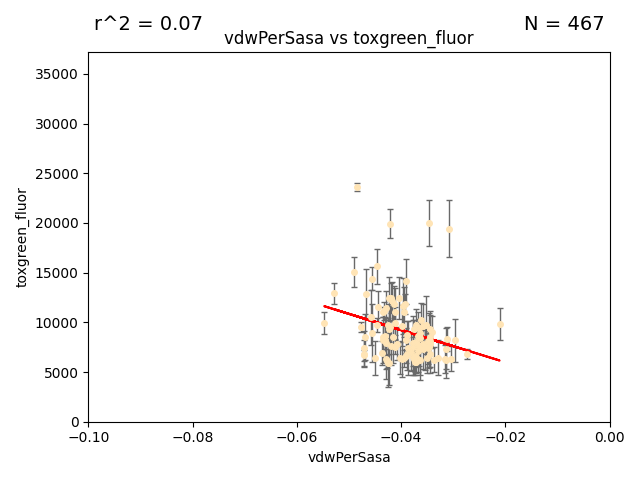 r^2 = 0.07
N = 467
vdwPerSasa vs toxgreen_fluor
35000
30000
25000
20000
15000
10000
5000
0
toxgreen_fluor
−0.10
−0.08
−0.06
−0.04
−0.02
0.00
vdwPerSasa